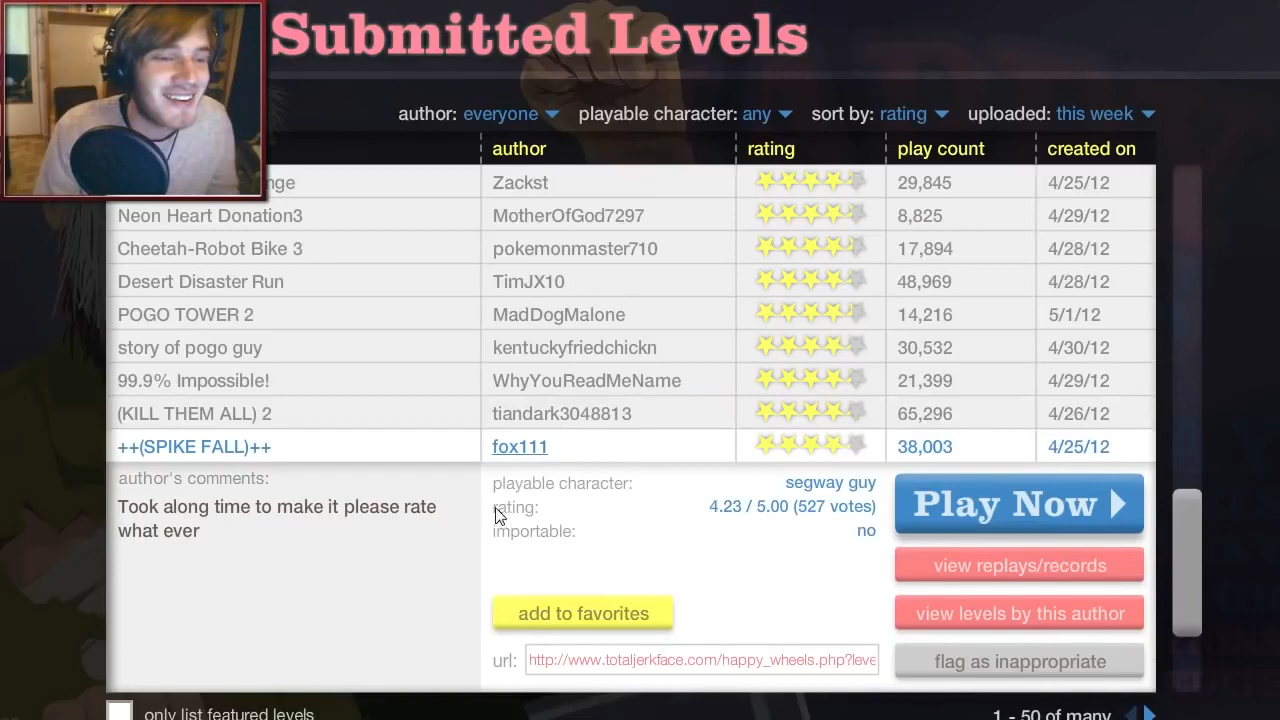 Submitted Levels
author: everyone playable character: any sort by: rating uploaded: this week
author rating play count created on
nge Zackst 29,845 4/25/12
Neon Heart Donation3 MotherOfGod7297 8,825 4/29/12
Cheetah-Robot Bike 3 pokemonmaster710 17,894 4/28/12
Desert Disaster Run TimJX10 48,969 4/28/12
POGO TOWER 2 MadDogMalone 14,216 5/1/12
story of pogo guy kentuckyfriedchickn 30,532 4/30/12
99.9% Impossible! WhyYouReadMeName 21,399 4/29/12
(KILL THEM ALL) 2 tiandark3048813 65,296 4/26/12
++(SPIKE FALL)++ fox111 38,003 4/25/12
author's comments:
Took along time to make it please rate
what ever
playable character: segway guy
rating: 4.23 / 5.00 (527 votes)
importable: no
Play Now
view replays/records
add to favorites
view levels by this author
url: http://www.totaljerkface.com/happy_wheels.php?leve
flag as inappropriate
only list featured levels
1 - 50 of many